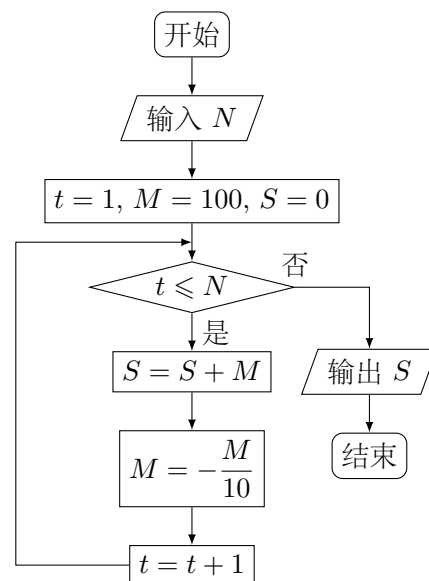 开始
输入 N
t = 1, M = 100, S = 0
t ⩽ N
否
是
S = S + M
输出 S
M = −M/10
结束
t = t + 1